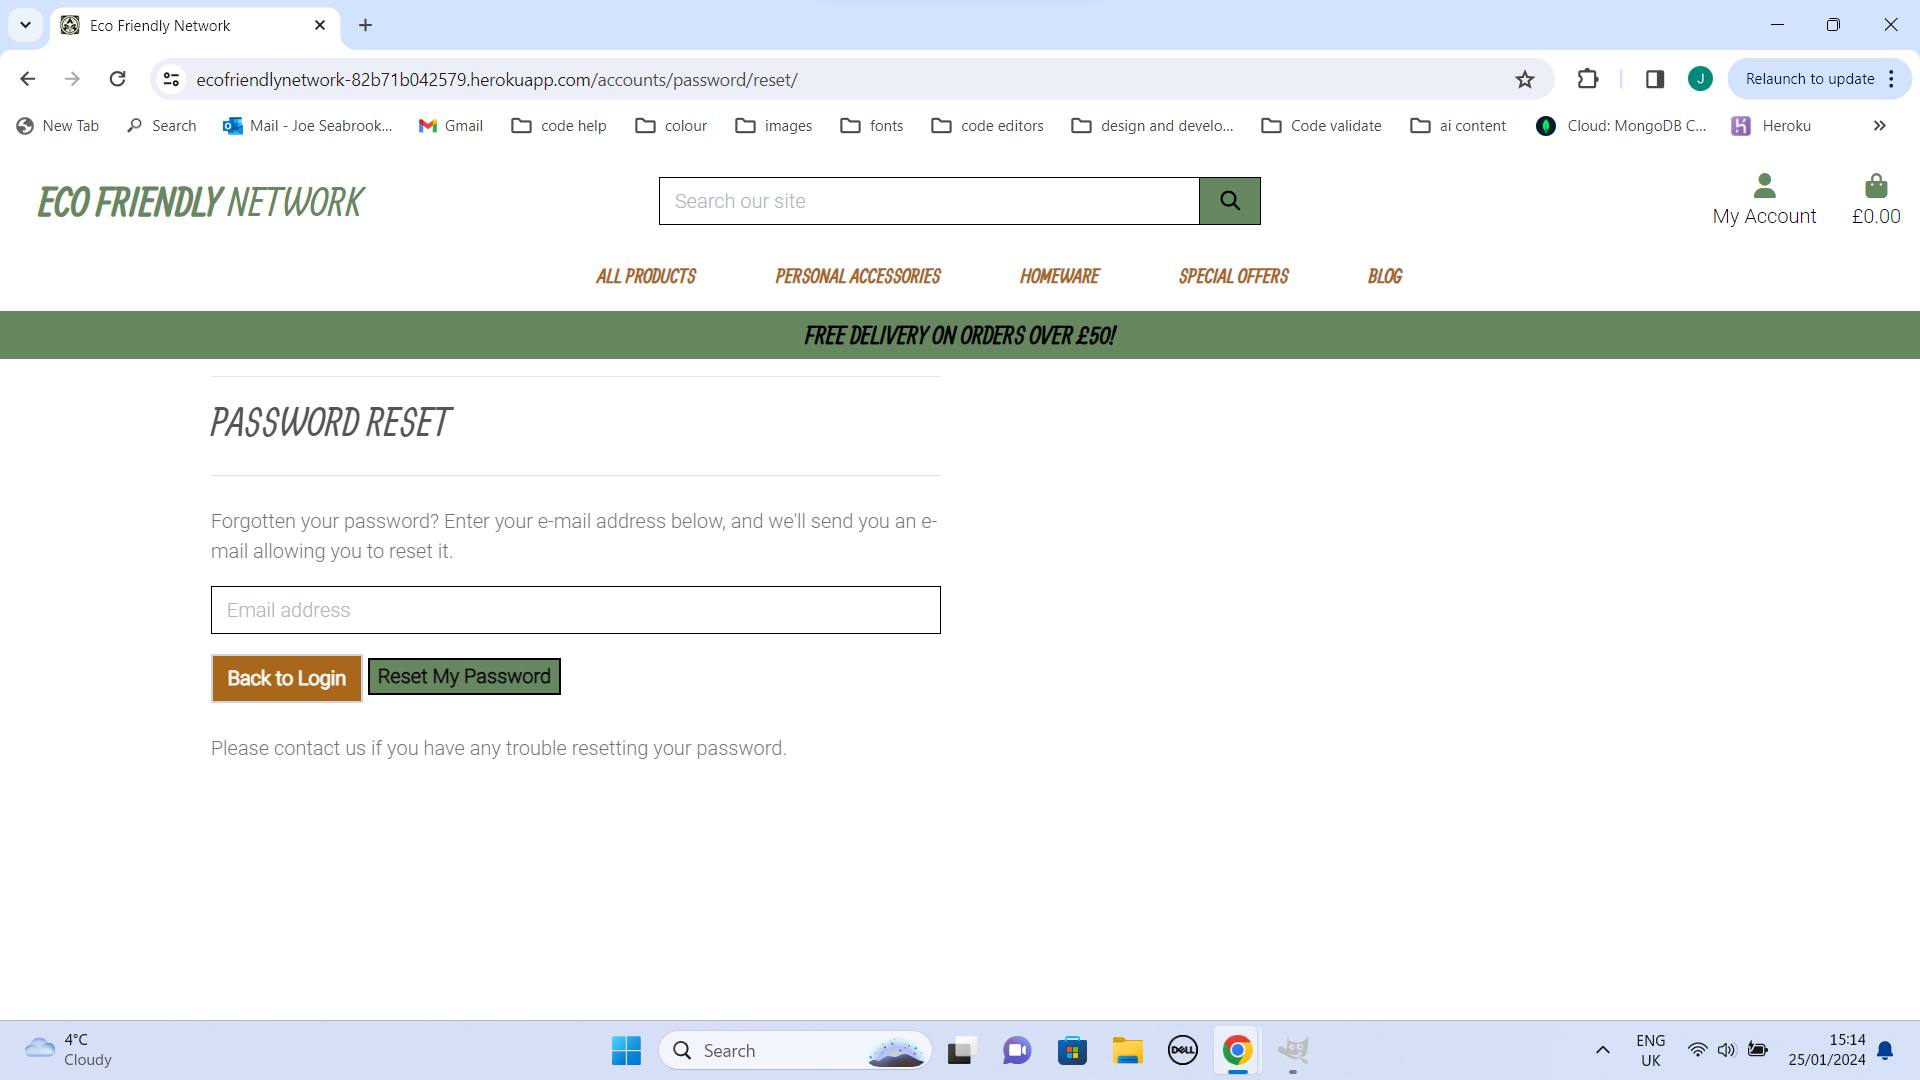 Eco Friendly Network
ecofriendlynetwork-82b71b042579.herokuapp.com/accounts/password/reset/
J
Relaunch to update
New Tab
Search
Mail - Joe Seabrook...
Gmail
code help
colour
images
fonts
code editors
design and develo...
Code validate
ai content
Cloud: MongoDB C...
Heroku
ECO FRIENDLY NETWORK
Search our site
My Account
£0.00
ALL PRODUCTS
PERSONAL ACCESSORIES
HOMEWARE
SPECIAL OFFERS
BLOG
FREE DELIVERY ON ORDERS OVER £50!
PASSWORD RESET
Forgotten your password? Enter your e-mail address below, and we'll send you an e-
mail allowing you to reset it.
Email address
Back to Login
Reset My Password
Please contact us if you have any trouble resetting your password.
4°C
Cloudy
Search
DELL
ENG
UK
15:14
25/01/2024